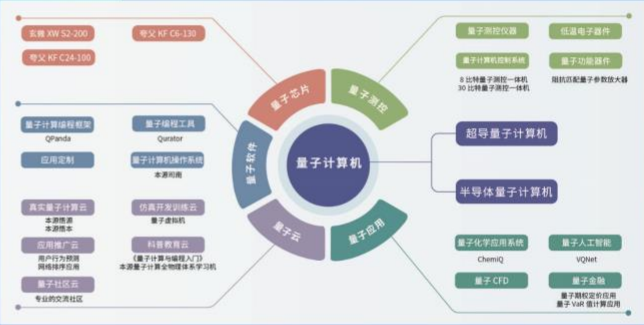 玄微 XW S2-200
夸父 KF C6-130
夸父 KF C24-100
量子芯片
量子测控
量子测控仪器
低温电子器件
量子计算机控制系统
8 比特量子测控一体机
30 比特量子测控一体机
量子功能器件
阻抗匹配量子参数放大器
量子计算编程框架
QPanda
量子编程工具
Qurator
应用定制
量子计算机操作系统
本源司南
量子软件
量子计算机
超导量子计算机
半导体量子计算机
真实量子计算云
本源悟源
本源悟本
仿真开发训练云
量子虚拟机
应用推广云
用户行为预测
网络排序应用
科普教育云
《量子计算与编程入门》
本源量子计算全物理体系学习机
量子社区云
专业的交流社区
量子云
量子应用
量子化学应用系统
ChemiQ
量子人工智能
VQNet
量子 CFD
量子金融
量子期权定价应用
量子 VaR 值计算应用